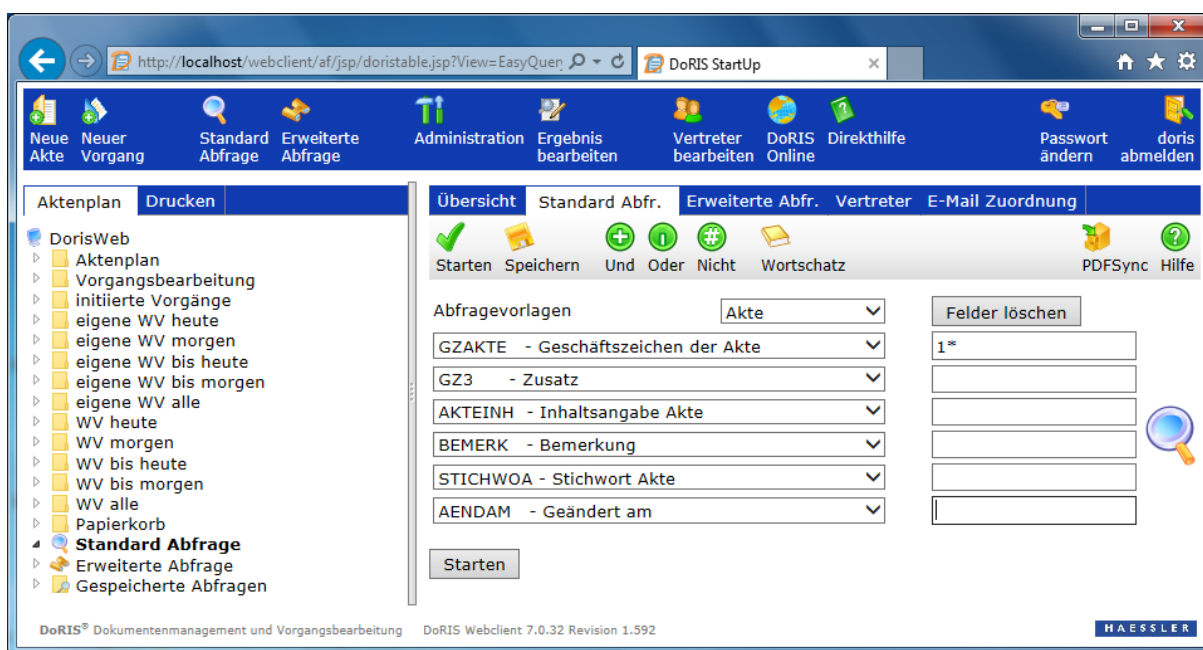 http://localhost/webclient/af/jsp/doristable.jsp?View=EasyQuer
DoRIS StartUp
Neue Akte
Neuer Vorgang
Standard Abfrage
Erweiterte Abfrage
Administration
Ergebnis bearbeiten
Vertreter bearbeiten
DoRIS Online
Direkthilfe
Passwort ändern
doris abmelden
Aktenplan Drucken
DorisWeb
Aktenplan
Vorgangsbearbeitung
initiierte Vorgänge
eigene WV heute
eigene WV morgen
eigene WV bis heute
eigene WV bis morgen
eigene WV alle
WV heute
WV morgen
WV bis heute
WV bis morgen
WV alle
Papierkorb
Standard Abfrage
Erweiterte Abfrage
Gespeicherte Abfragen
Übersicht Standard Abfr. Erweiterte Abfr. Vertreter E-Mail Zuordnung
Starten Speichern Und Oder Nicht Wortschatz PDFSync Hilfe
Abfragevorlagen Akte Felder löschen
GZAKTE - Geschäftszeichen der Akte 1*
GZ3 - Zusatz
AKTEINH - Inhaltsangabe Akte
BEMERK - Bemerkung
STICHWOA - Stichwort Akte
AENDAM - Geändert am
Starten
DoRIS® Dokumentenmanagement und Vorgangsbearbeitung DoRIS Webclient 7.0.32 Revision 1.592
HAESSLER